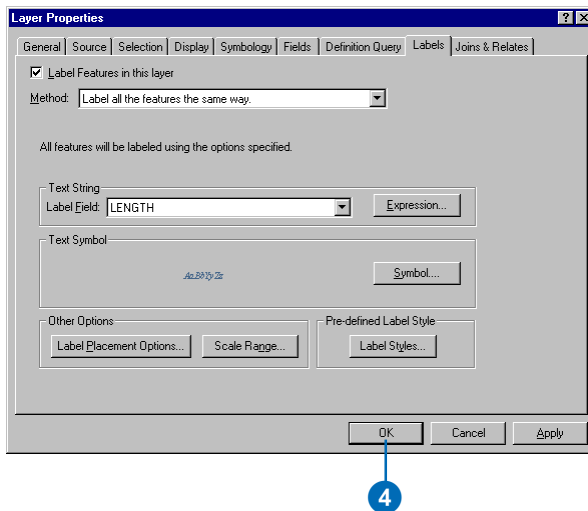 Layer Properties
General Source Selection Display Symbology Fields Definition Query Labels Joins & Relates
Label Features in this layer
Method: Label all the features the same way.
All features will be labeled using the options specified.
Text String
Label Field: LENGTH Expression...
Text Symbol
AaBbYyZz Symbol....
Other Options Pre-defined Label Style
Label Placement Options... Scale Range... Label Styles...
OK Cancel Apply
4